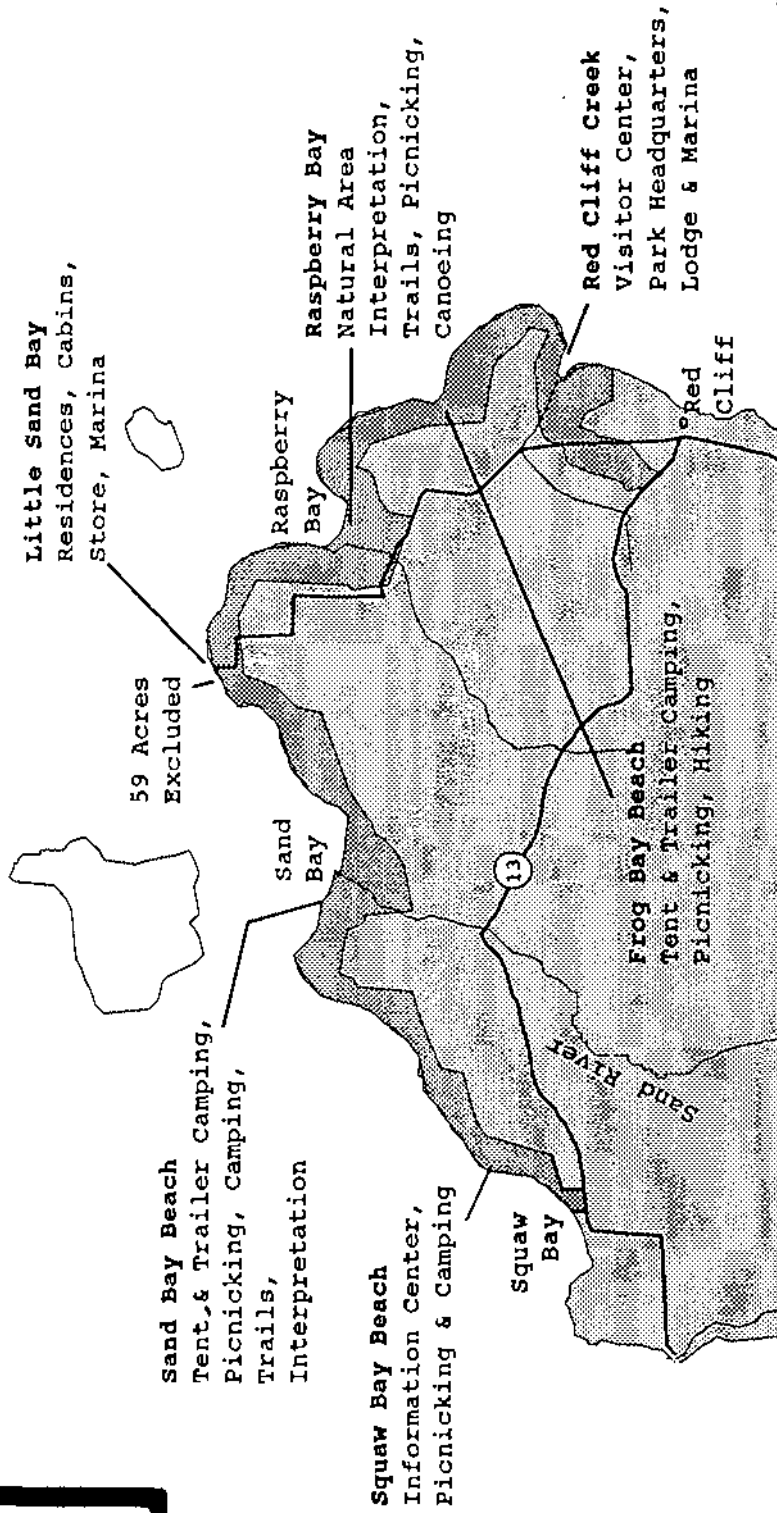 Little Sand Bay
Residences, Cabins,
Store, Marina
59 Acres
Excluded
Sand Bay Beach
Tent & Trailer Camping,
Picnicking, Camping,
Trails,
Interpretation
Sand
Bay
Raspberry
Bay
Raspberry Bay
Natural Area
Interpretation,
Trails, Picnicking,
Canoeing
Squaw Bay Beach
Information Center,
Picnicking & Camping
Squaw
Bay
13
Sand River
Frog Bay Beach
Tent & Trailer Camping,
Picnicking, Hiking
Red Cliff Creek
Visitor Center,
Park Headquarters,
Lodge & Marina
Red
Cliff